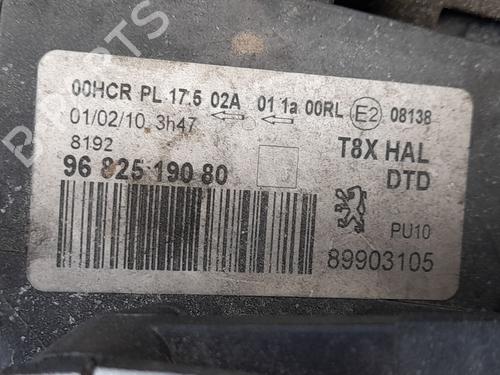 00HCR PL 17.5 02A 01 1a 00RL E2 08138
01/02/10 3h47
8192
T8X HAL
96 825 190 80
DTD
PU10
89903105